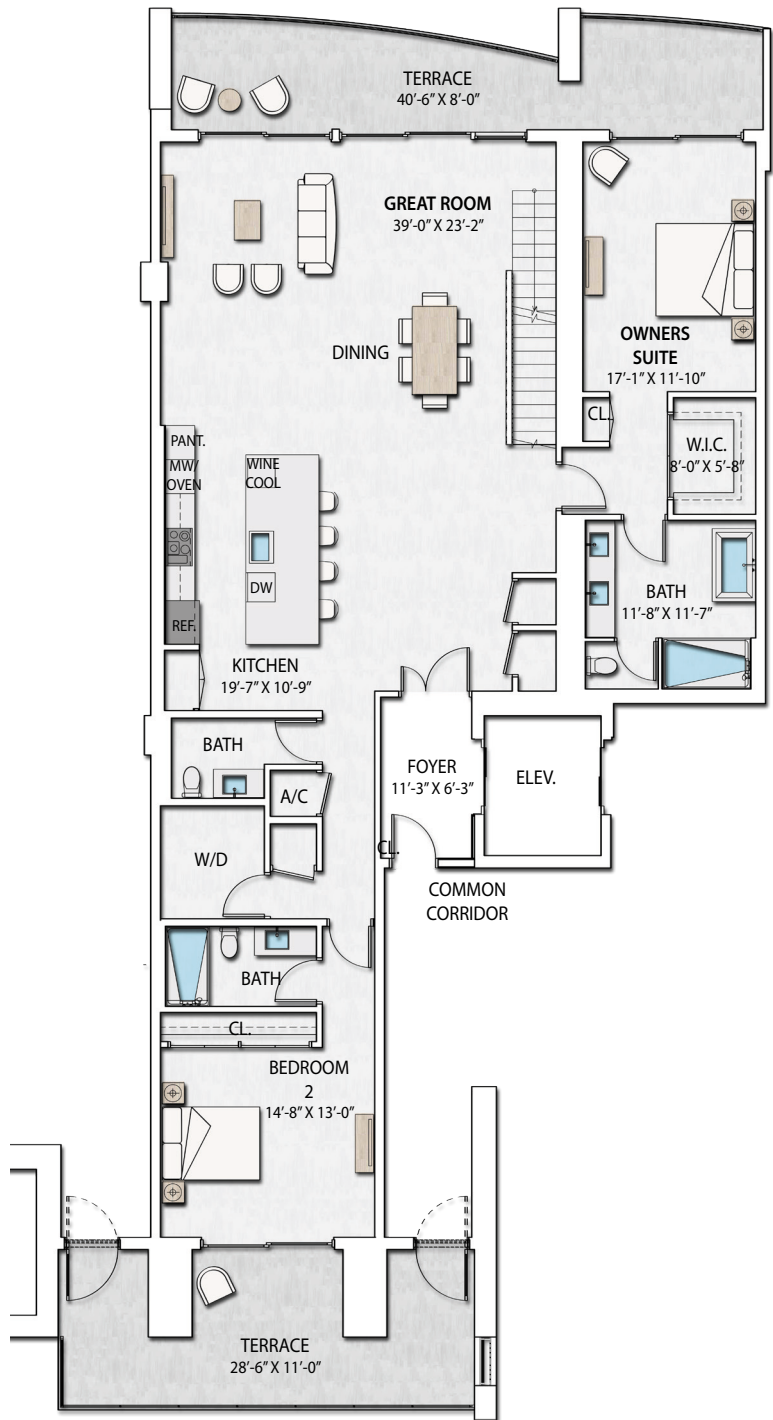 TERRACE
40'-6” X 8'-0”
GREAT ROOM
39'-0” X 23'-2”
DINING
OWNERS
SUITE
17'-1” X 11'-10”
CL.
W.I.C.
8'-0” X 5'-8”
PANT.
MW/
OVEN
WINE
COOL
DW
REF.
KITCHEN
19'-7” X 10'-9”
BATH
11'-8” X 11'-7”
BATH
A/C
FOYER
11'-3” X 6'-3”
ELEV.
W/D
CL.
COMMON
CORRIDOR
BATH
CL.
BEDROOM
2
14'-8” X 13'-0”
TERRACE
28'-6” X 11'-0”